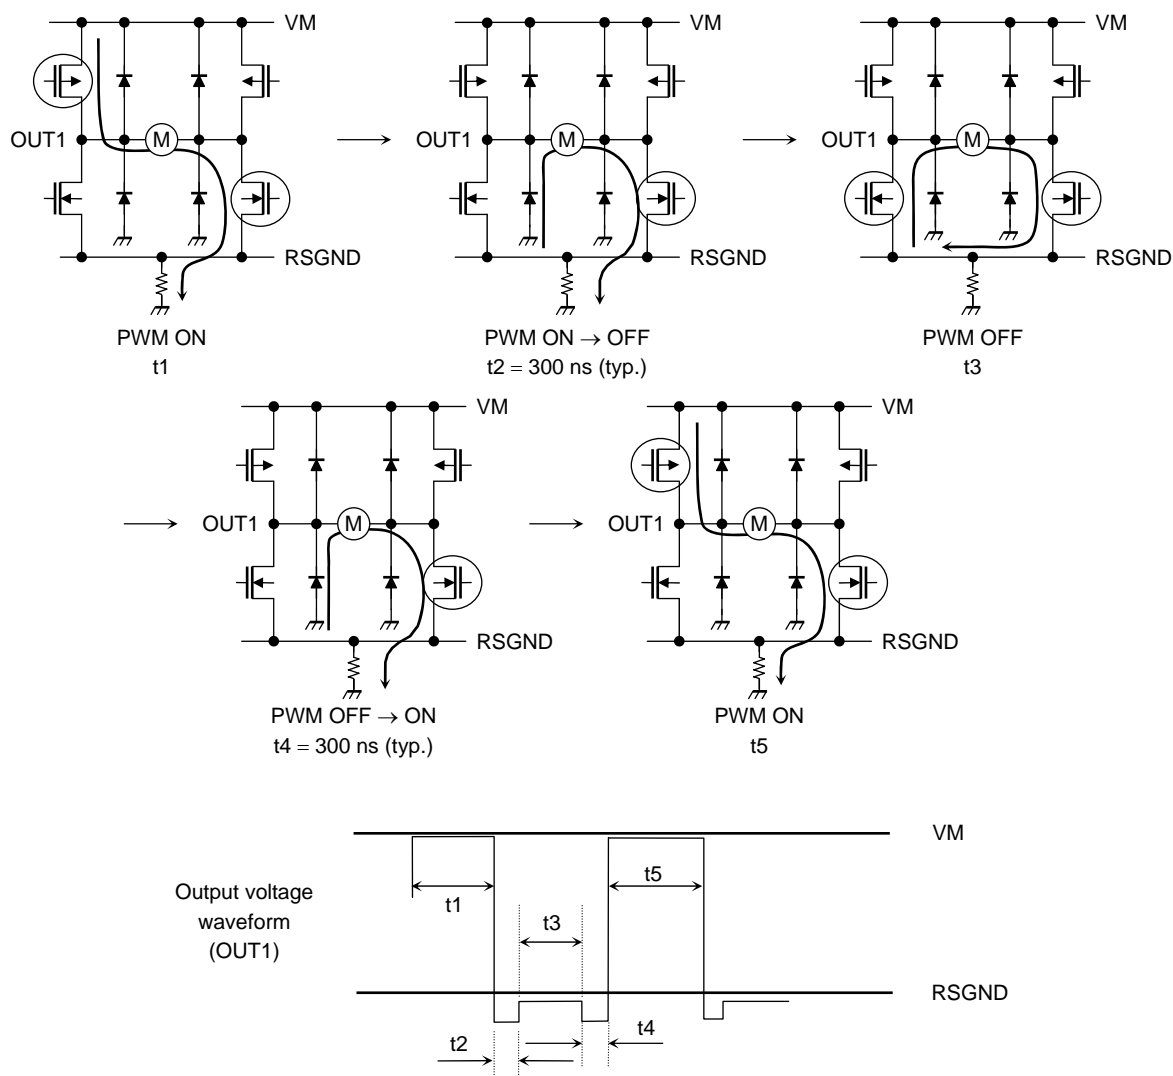 VM
VM
VM
OUT1
M
OUT1
M
OUT1
M
RSGND
RSGND
RSGND
PWM ON
t1
PWM ON → OFF
t2 = 300 ns (typ.)
PWM OFF
t3
VM
VM
OUT1
M
OUT1
M
RSGND
RSGND
PWM OFF → ON
t4 = 300 ns (typ.)
PWM ON
t5
VM
Output voltage
waveform
(OUT1)
t1
t5
t3
RSGND
t2
t4